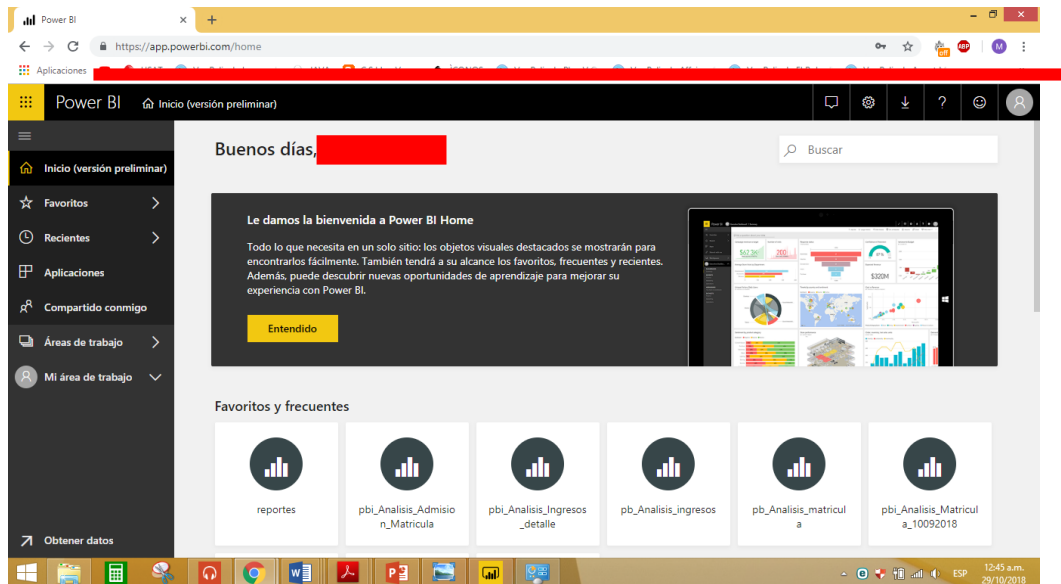 Power BI
https://app.powerbi.com/home
ABP
M
off
Aplicaciones
Power BI
Inicio (versión preliminar)
?
Buenos días,
Buscar
Inicio (versión preliminar)
Favoritos
Recientes
Aplicaciones
Compartido conmigo
Áreas de trabajo
Mi área de trabajo
Obtener datos
Le damos la bienvenida a Power BI Home
Todo lo que necesita en un solo sitio: los objetos visuales destacados se mostrarán para
encontrarlos fácilmente. También tendrá a su alcance los favoritos, frecuentes y recientes.
Además, puede descubrir nuevas oportunidades de aprendizaje para mejorar su
experiencia con Power BI.
Entendido
$320M
Favoritos y frecuentes
reportes
pbi_Analisis_Admisio
n_Matricula
pbi_Analisis_Ingresos
_detalle
pb_Analisis_ingresos
pb_Analisis_matricul
a
pbi_Analisis_Matricul
a_10092018
ESP
12:45 a.m.
29/10/2018